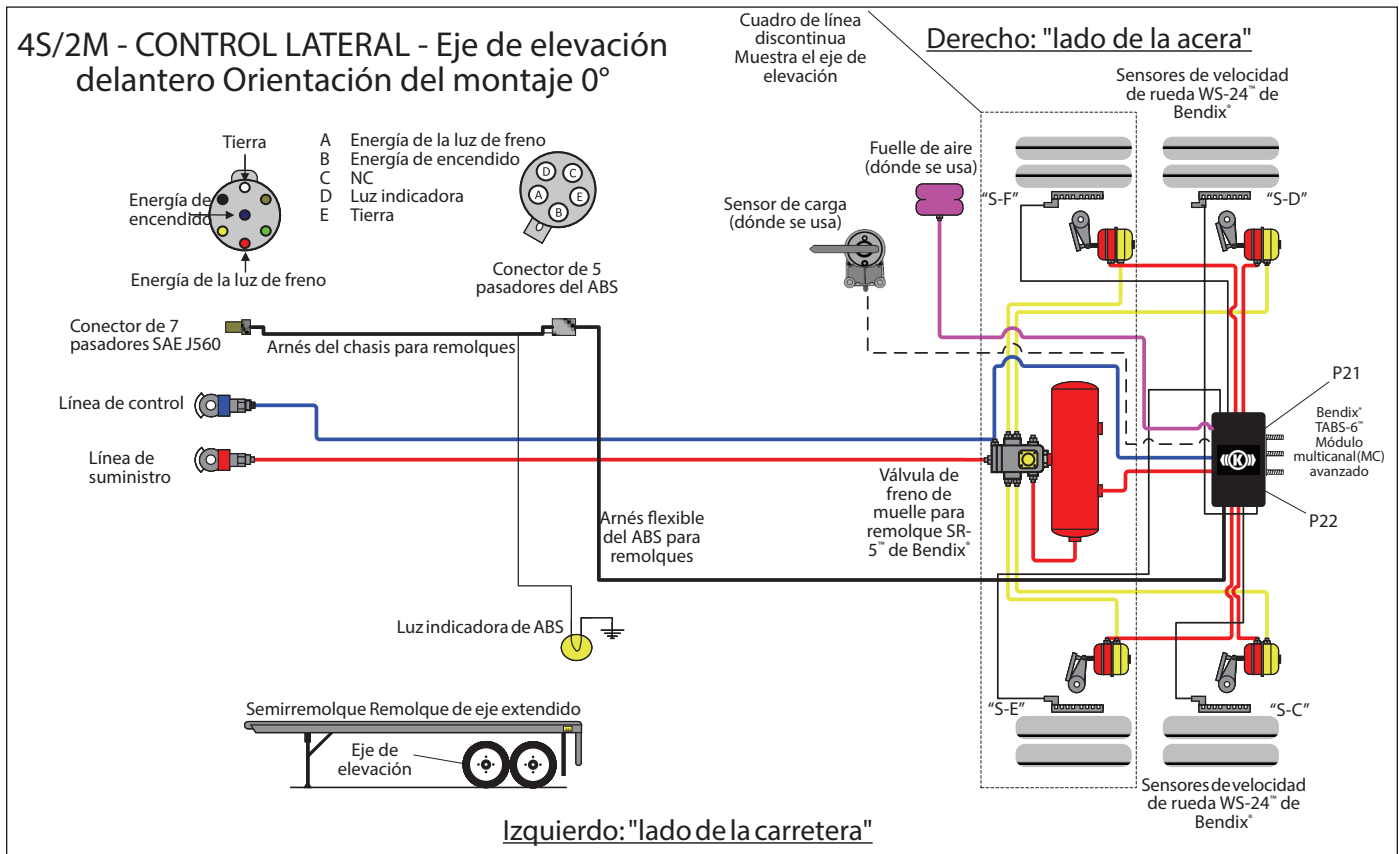 4S/2M - CONTROL LATERAL - Eje de elevación
delantero Orientación del montaje 0°
Cuadro de línea
discontinua
Muestra el eje de
elevación
Derecho: "lado de la acera"
Sensores de velocidad
de rueda WS-24™ de
Bendix®
Tierra
Energía de
encendido
Energía de la luz de freno
A Energía de la luz de freno
B Energía de encendido
C NC
D Luz indicadora
E Tierra
D
C
A
E
B
Conector de 5
pasadores del ABS
Fuelle de aire
(dónde se usa)
Sensor de carga
(dónde se usa)
"S-F"
"S-D"
Conector de 7
pasadores SAE J560
Arnés del chasis para remolques
Línea de control
Línea de
suministro
Válvula de
freno de
muelle para
remolque SR-
5™ de Bendix®
P21
Bendix®
TABS-6™
Módulo
multicanal(MC)
avanzado
K
P22
Arnés flexible
del ABS para
remolques
Luz indicadora de ABS
"S-E"
"S-C"
Semirremolque Remolque de eje extendido
Eje de
elevación
Sensores de velocidad
de rueda WS-24™ de
Bendix®
Izquierdo: "lado de la carretera"